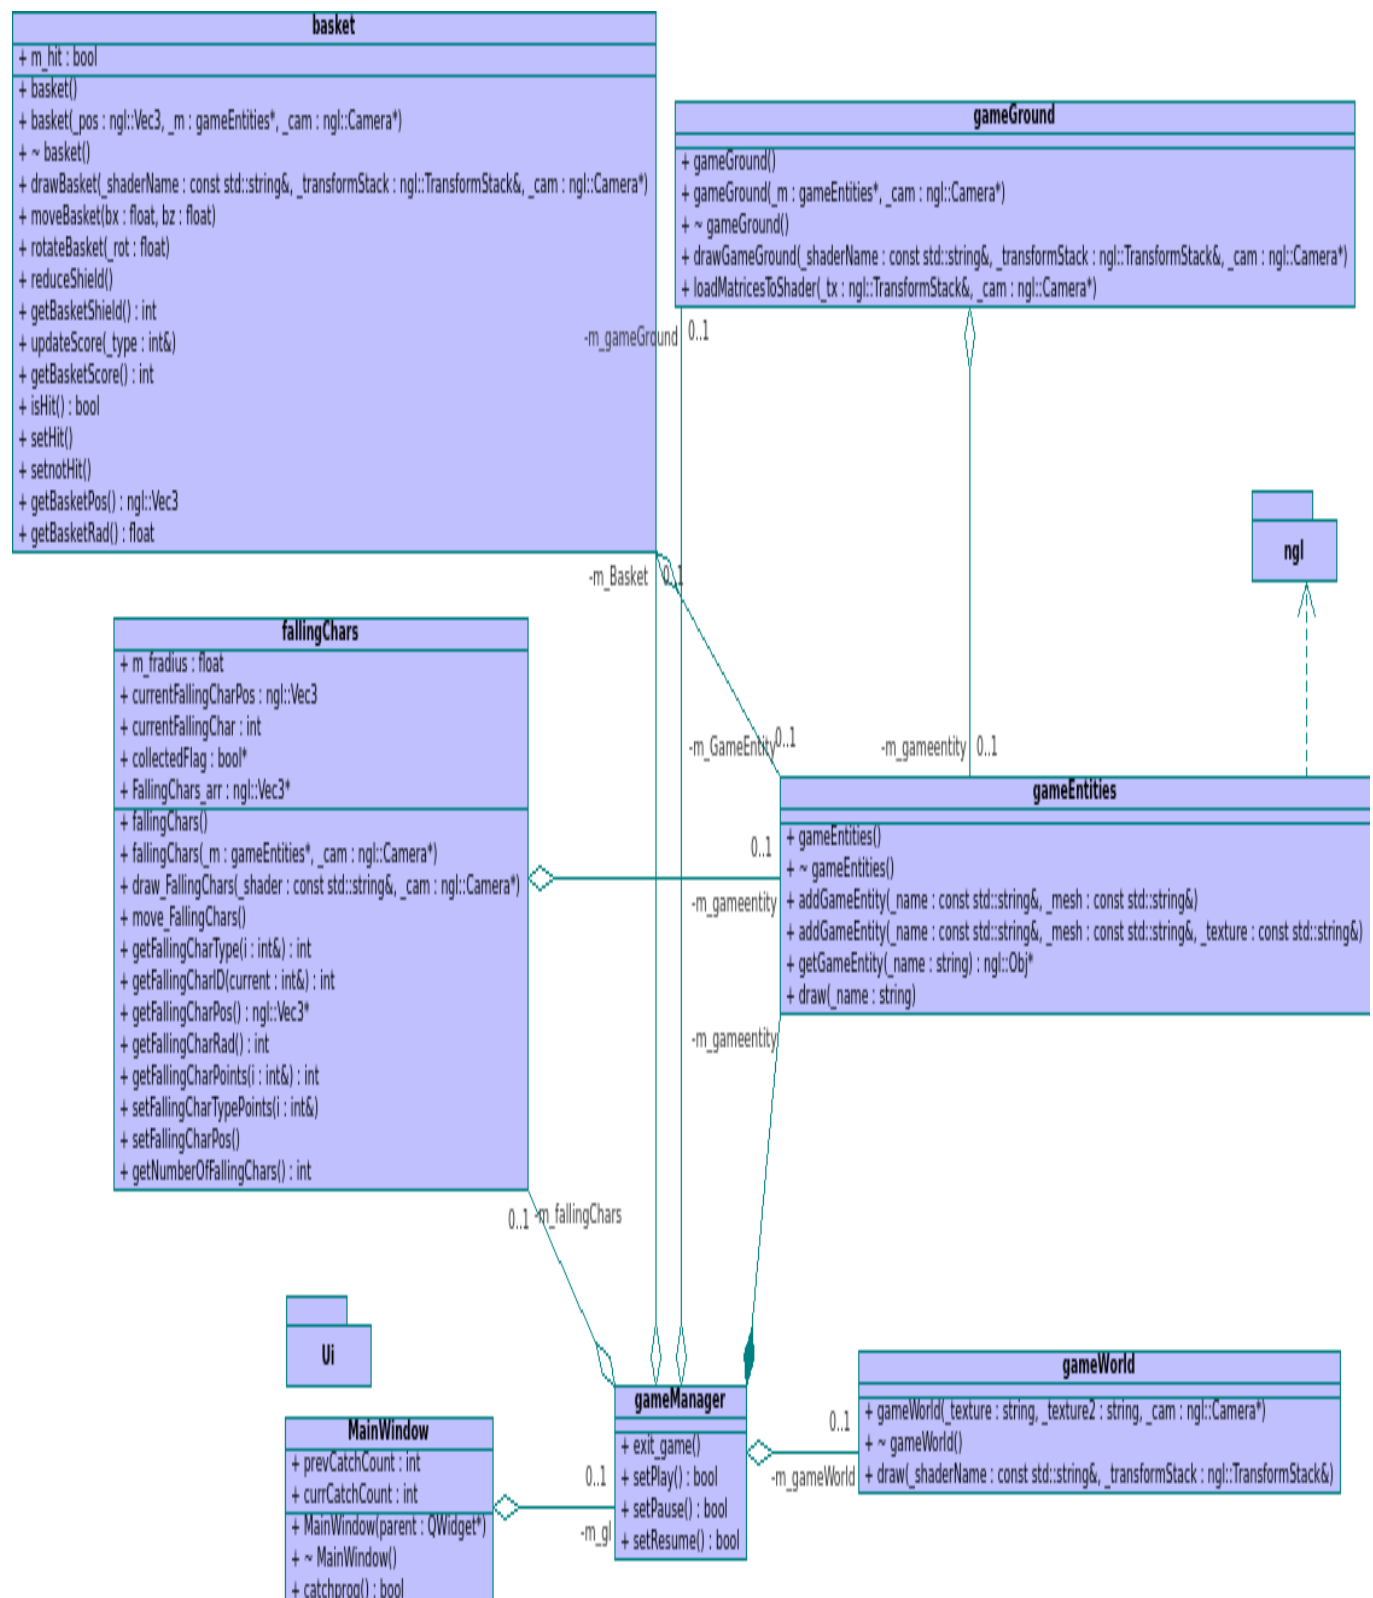 basket
+ m_hit : bool
+ basket()
+ basket(_pos : ngl::Vec3, _m : gameEntities*, _cam : ngl::Camera*)
+ ~ basket()
+ drawBasket(_shaderName : const std::string&, _transformStack : ngl::TransformStack&, _cam : ngl::Camera*)
+ moveBasket(bx : float, bz : float)
+ rotateBasket(_rot : float)
+ reduceShield()
+ getBasketShield() : int
+ updateScore(_type : int&)
+ getBasketScore() : int
+ isHit() : bool
+ setHit()
+ setnotHit()
+ getBasketPos() : ngl::Vec3
+ getBasketRad() : float
gameGround
+ gameGround()
+ gameGround(_m : gameEntities*, _cam : ngl::Camera*)
+ ~ gameGround()
+ drawGameGround(_shaderName : const std::string&, _transformStack : ngl::TransformStack&, _cam : ngl::Camera*)
+ loadMatricesToShader(_tx : ngl::TransformStack&, _cam : ngl::Camera*)
-m_gameGround 0..1
ngl
-m_Basket 0..1
fallingChars
+ m_fradius : float
+ currentFallingCharPos : ngl::Vec3
+ currentFallingChar : int
+ collectedFlag : bool*
+ FallingChars_arr : ngl::Vec3*
+ fallingChars()
+ fallingChars(_m : gameEntities*, _cam : ngl::Camera*)
+ draw_FallingChars(_shader : const std::string&, _cam : ngl::Camera*)
+ move_FallingChars()
+ getFallingCharType(i : int&) : int
+ getFallingCharID(current : int&) : int
+ getFallingCharPos() : ngl::Vec3*
+ getFallingCharRad() : int
+ getFallingCharPoints(i : int&) : int
+ setFallingCharTypePoints(i : int&)
+ setFallingCharPos()
+ getNumberOfFallingChars() : int
-m_GameEntity 0..1
-m_gameentity 0..1
gameEntities
+ gameEntities()
+ ~ gameEntities()
+ addGameEntity(_name : const std::string&, _mesh : const std::string&)
+ addGameEntity(_name : const std::string&, _mesh : const std::string&, _texture : const std::string&)
+ getGameEntity(_name : string) : ngl::Obj*
+ draw(_name : string)
0..1
-m_gameentity
-m_gameentity
0..1 -m_fallingChars
Ui
MainWindow
+ prevCatchCount : int
+ currCatchCount : int
+ MainWindow(parent : QWidget*)
+ ~ MainWindow()
+ catchprog() : bool
0..1
-m_gl
gameManager
+ exit_game()
+ setPlay() : bool
+ setPause() : bool
+ setResume() : bool
0..1
-m_gameWorld
gameWorld
+ gameWorld(_texture : string, _texture2 : string, _cam : ngl::Camera*)
+ ~ gameWorld()
+ draw(_shaderName : const std::string&, _transformStack : ngl::TransformStack&)